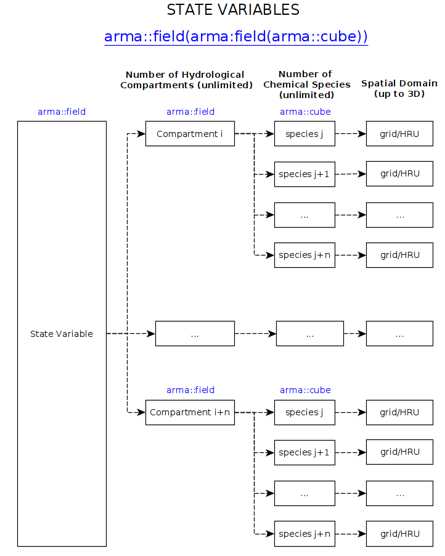 STATE VARIABLES
arma::field(arma:field(arma::cube))
Number of Hydrological
Compartments (unlimited)
Number of
Chemical Species
(unlimited)
Spatial Domain
(up to 3D)
arma::field
arma::field
arma::cube
State Variable
Compartment i
species j
grid/HRU
species j+1
grid/HRU
...
...
species j+n
grid/HRU
...
...
...
arma::field
arma::cube
Compartment i+n
species j
grid/HRU
species j+1
grid/HRU
...
...
species j+n
grid/HRU